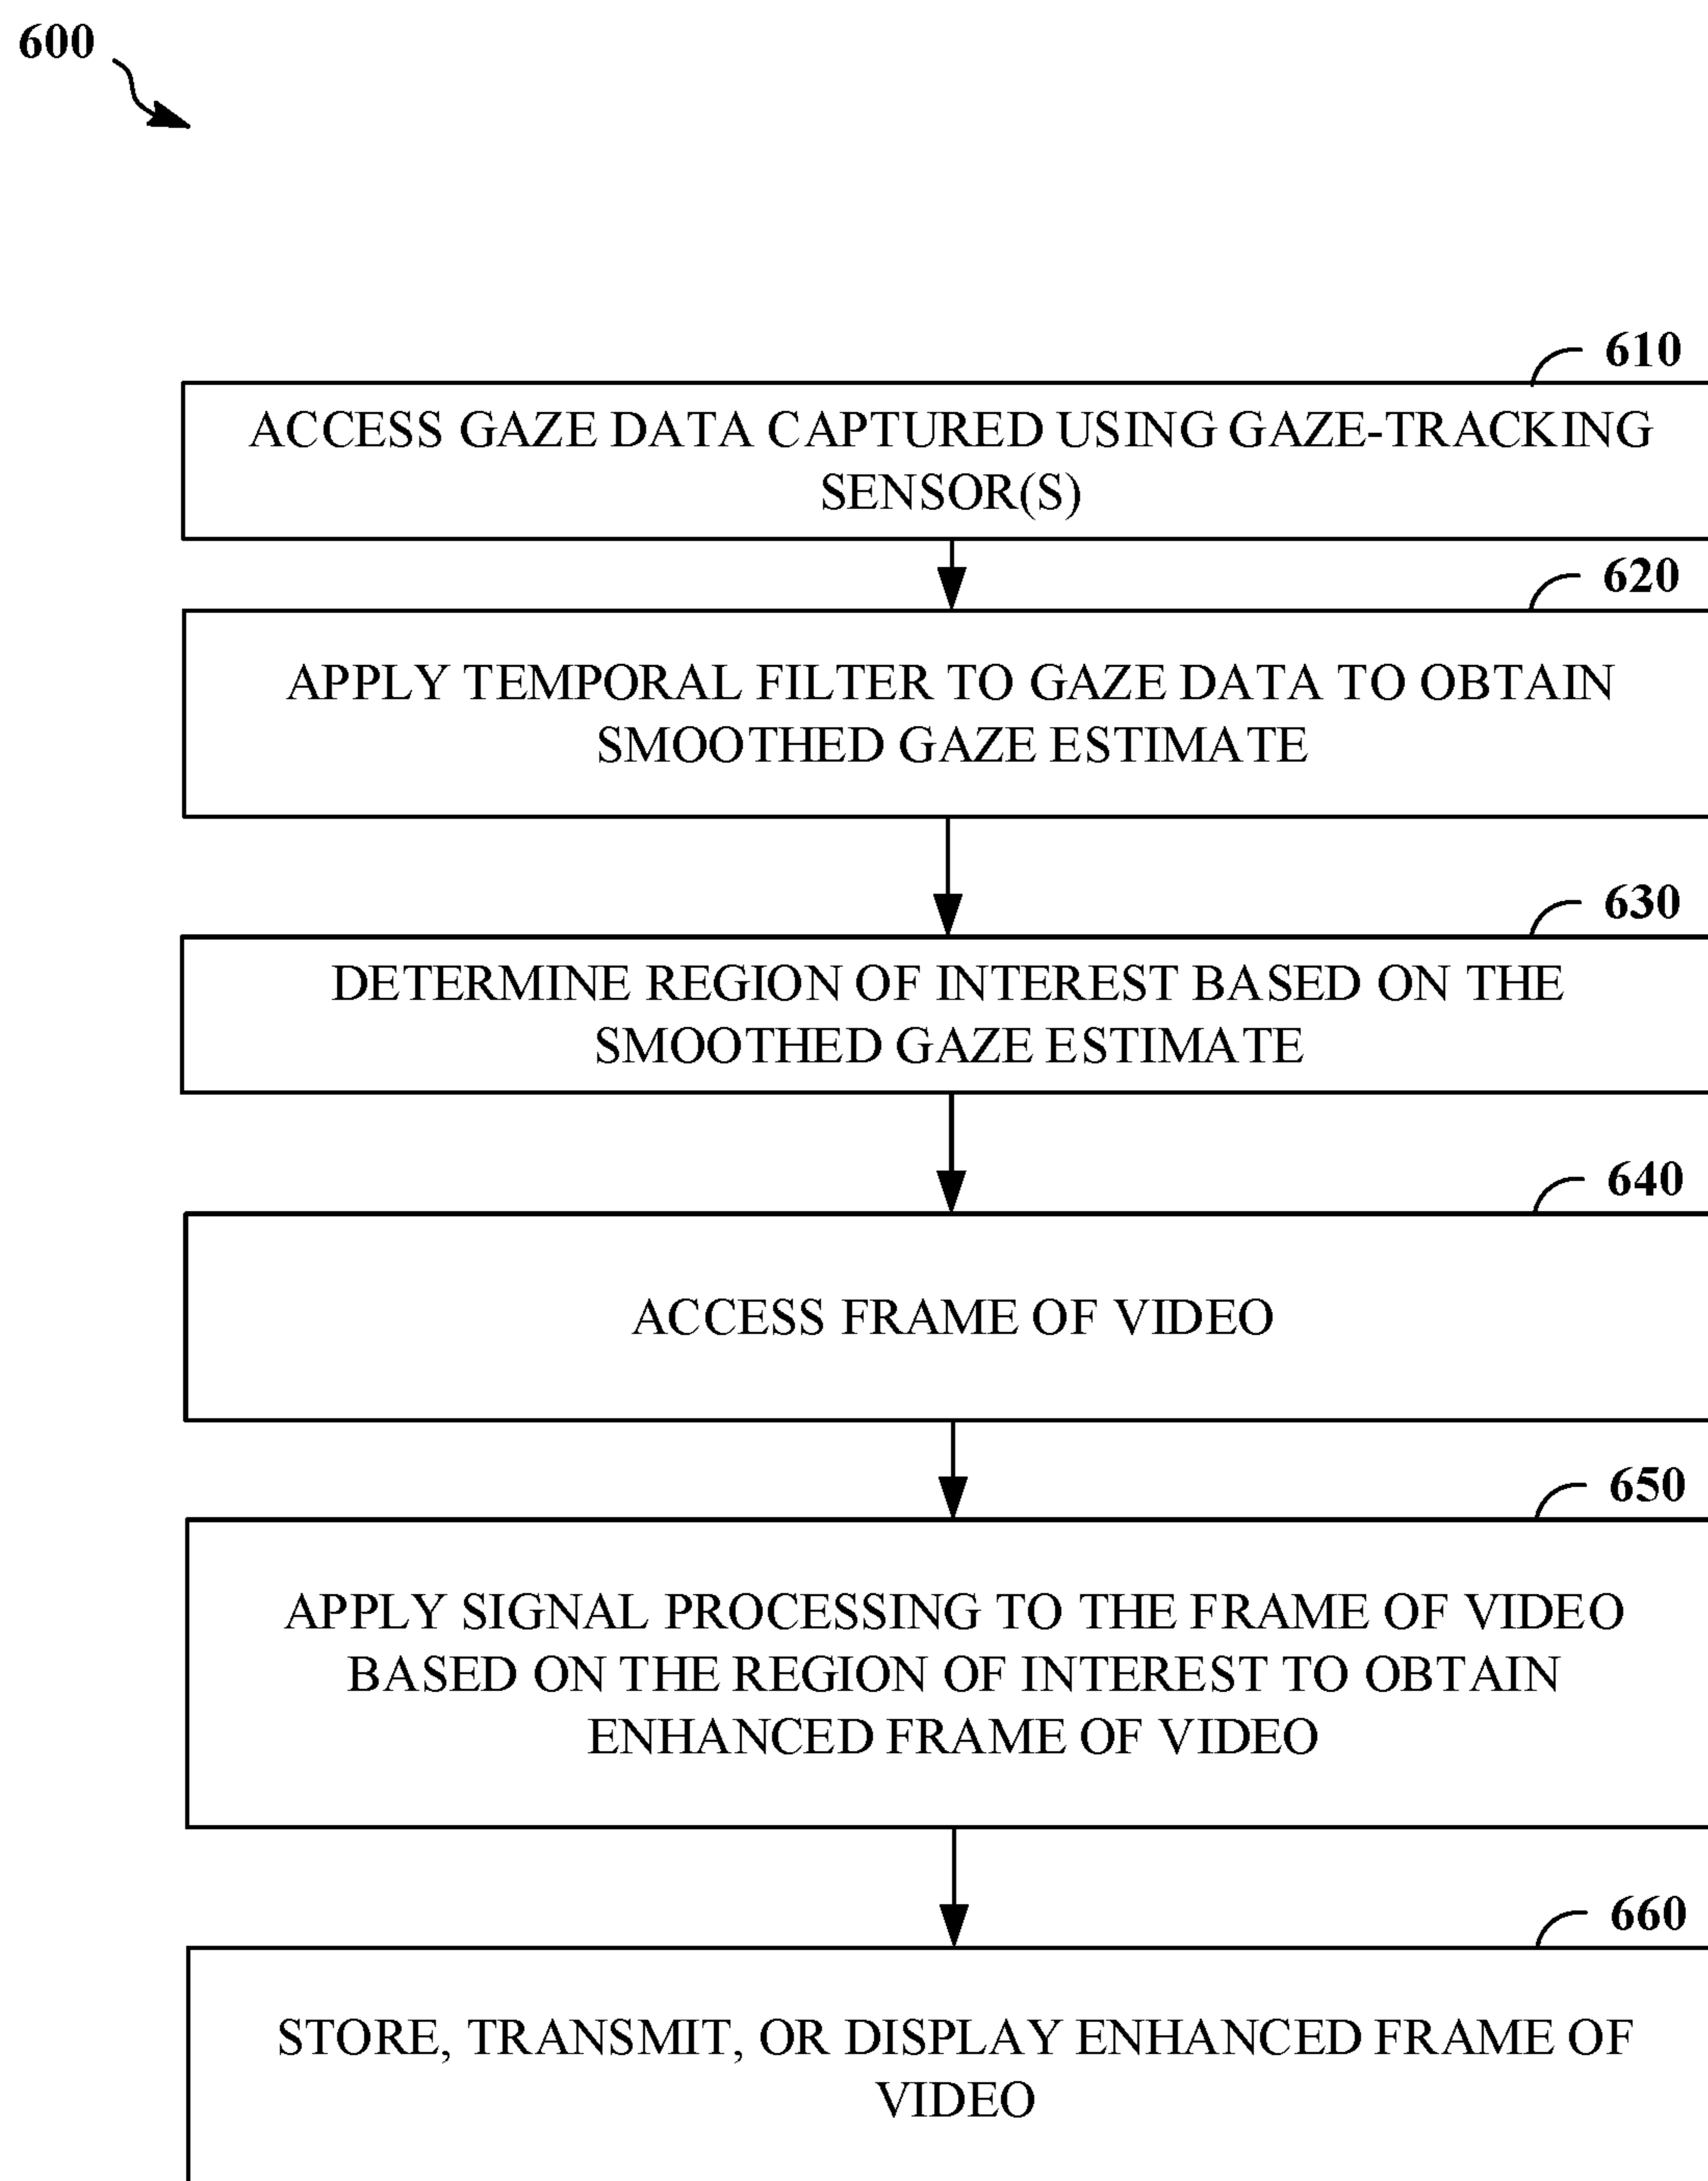 600
610
ACCESS GAZE DATA CAPTURED USING GAZE-TRACKING
SENSOR(S)
620
APPLY TEMPORAL FILTER TO GAZE DATA TO OBTAIN
SMOOTHED GAZE ESTIMATE
630
DETERMINE REGION OF INTEREST BASED ON THE
SMOOTHED GAZE ESTIMATE
640
ACCESS FRAME OF VIDEO
650
APPLY SIGNAL PROCESSING TO THE FRAME OF VIDEO
BASED ON THE REGION OF INTEREST TO OBTAIN
ENHANCED FRAME OF VIDEO
660
STORE, TRANSMIT, OR DISPLAY ENHANCED FRAME OF
VIDEO